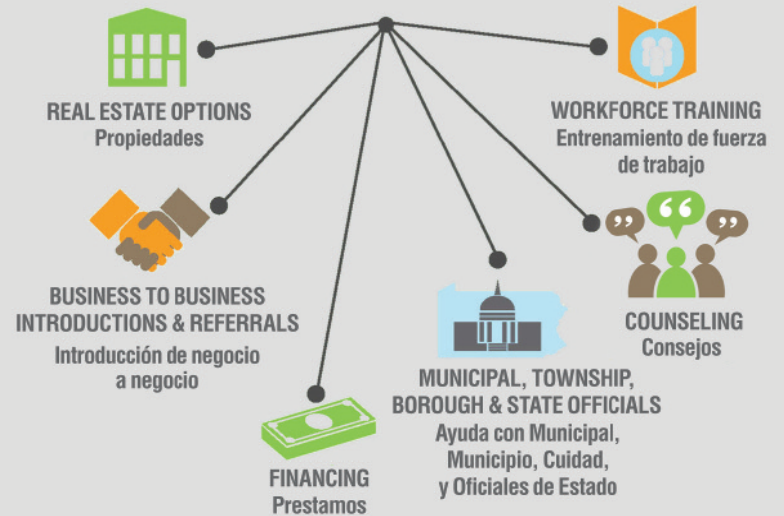 REAL ESTATE OPTIONS
Propiedades
WORKFORCE TRAINING
Entrenamiento de fuerza
de trabajo
BUSINESS TO BUSINESS
INTRODUCTIONS & REFERRALS
Introducción de negocio
a negocio
COUNSELING
Consejos
MUNICIPAL, TOWNSHIP,
BOROUGH & STATE OFFICIALS
Ayuda con Municipal,
Municipio, Cuidad,
y Oficiales de Estado
FINANCING
Prestamos